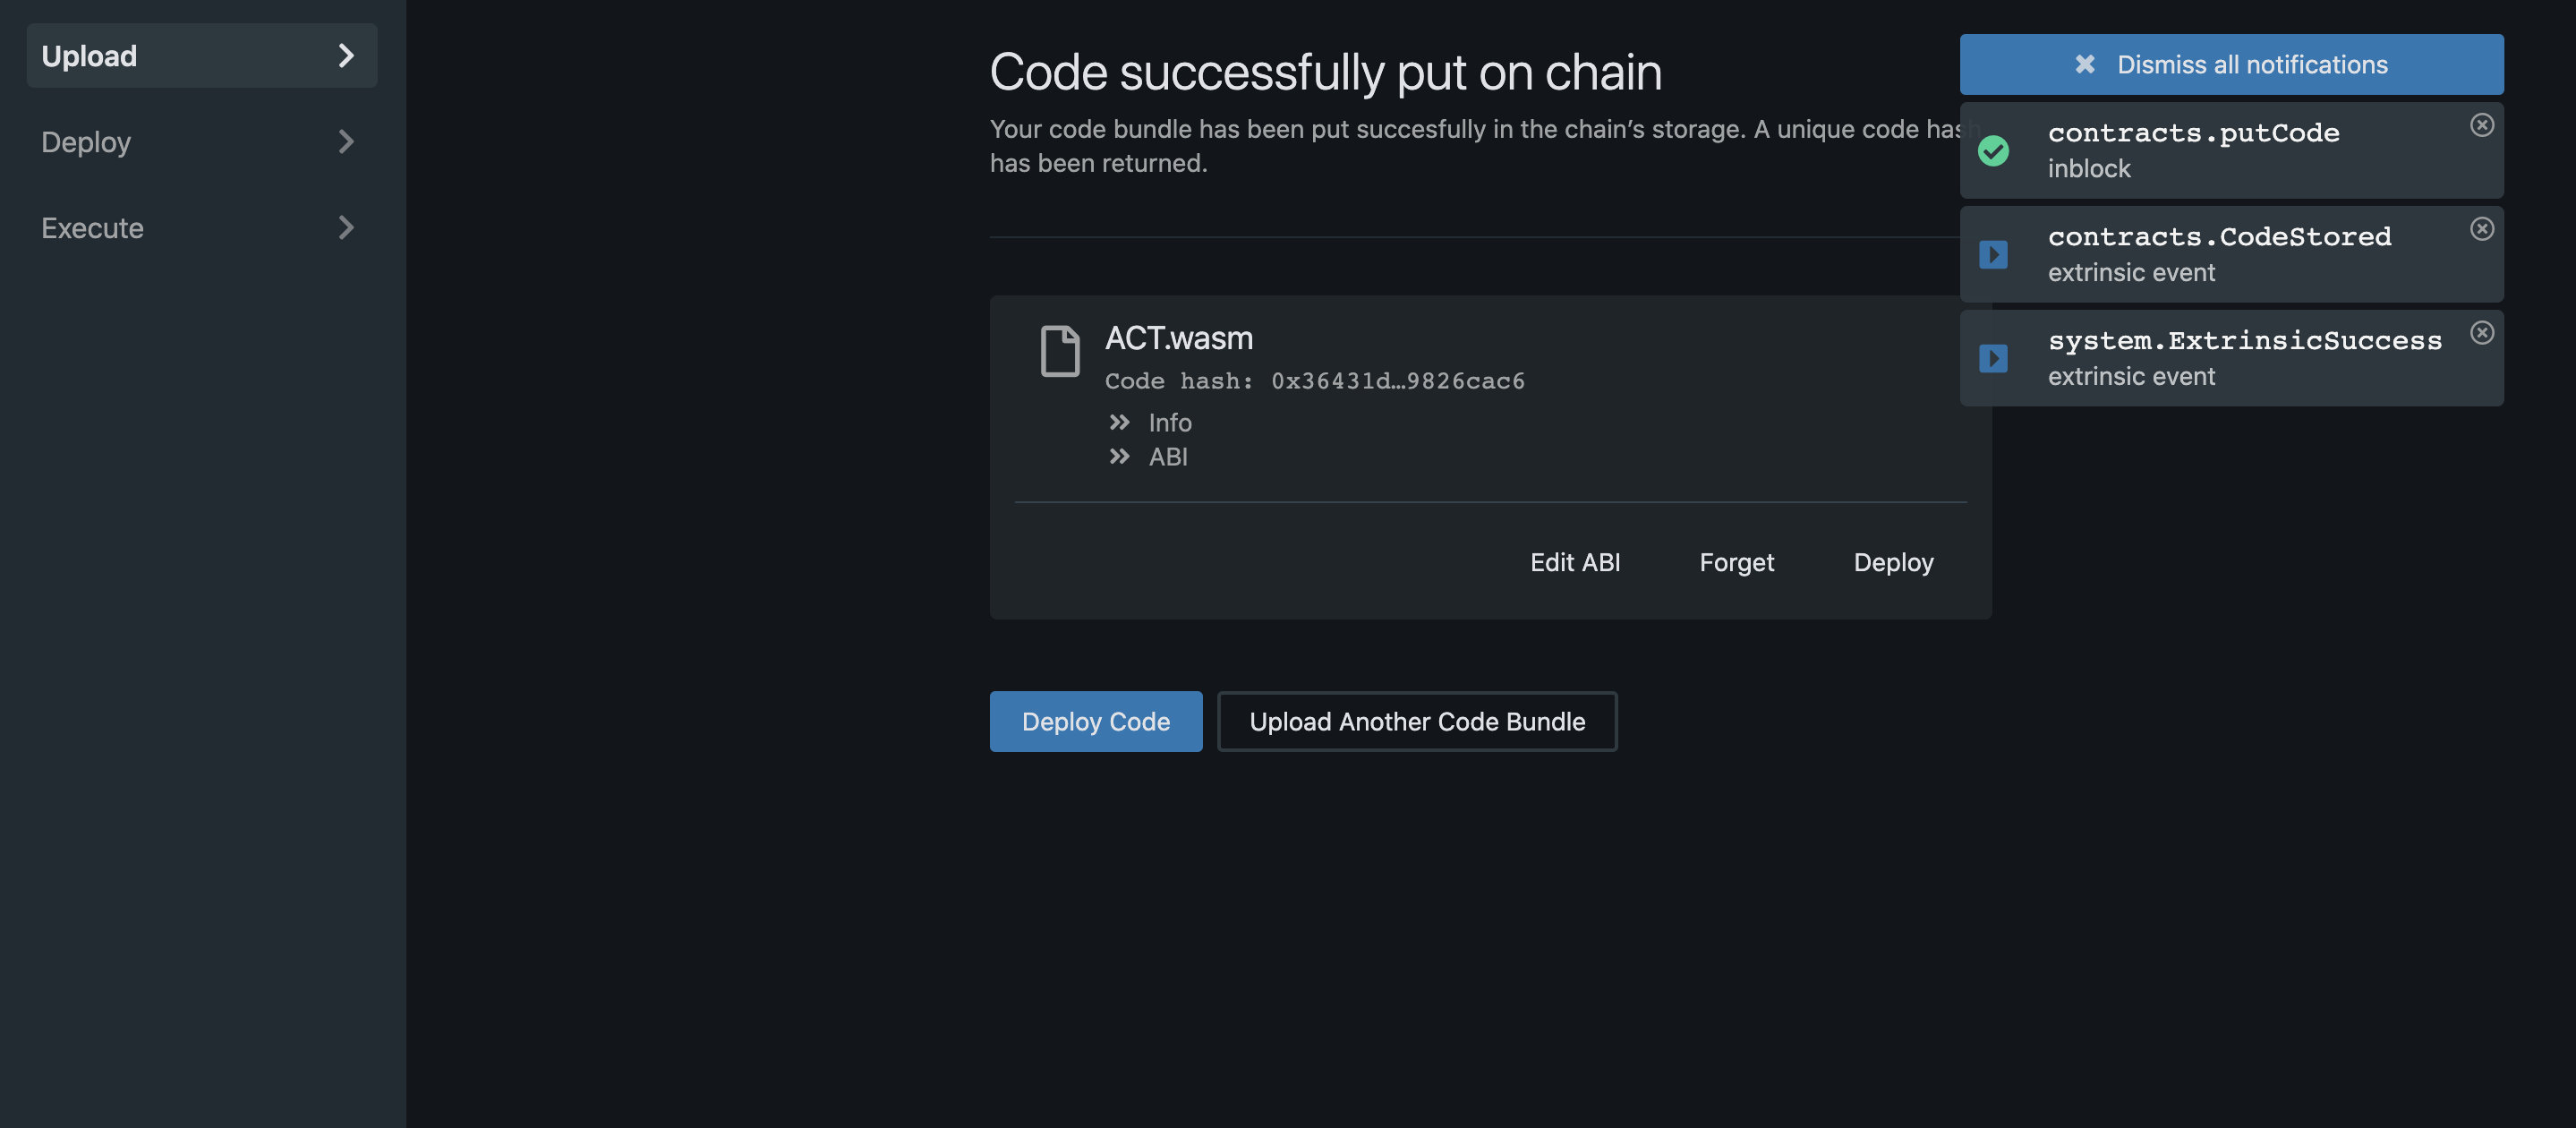 Upload
Deploy
Execute
Code successfully put on chain
Your code bundle has been put succesfully in the chain’s storage. A unique code hash
has been returned.
ACT.wasm
Code hash: 0x36431d…9826cac6
Info
ABI
Edit ABI
Forget
Deploy
Deploy Code
Upload Another Code Bundle
Dismiss all notifications
contracts.putCode
inblock
contracts.CodeStored
extrinsic event
system.ExtrinsicSuccess
extrinsic event